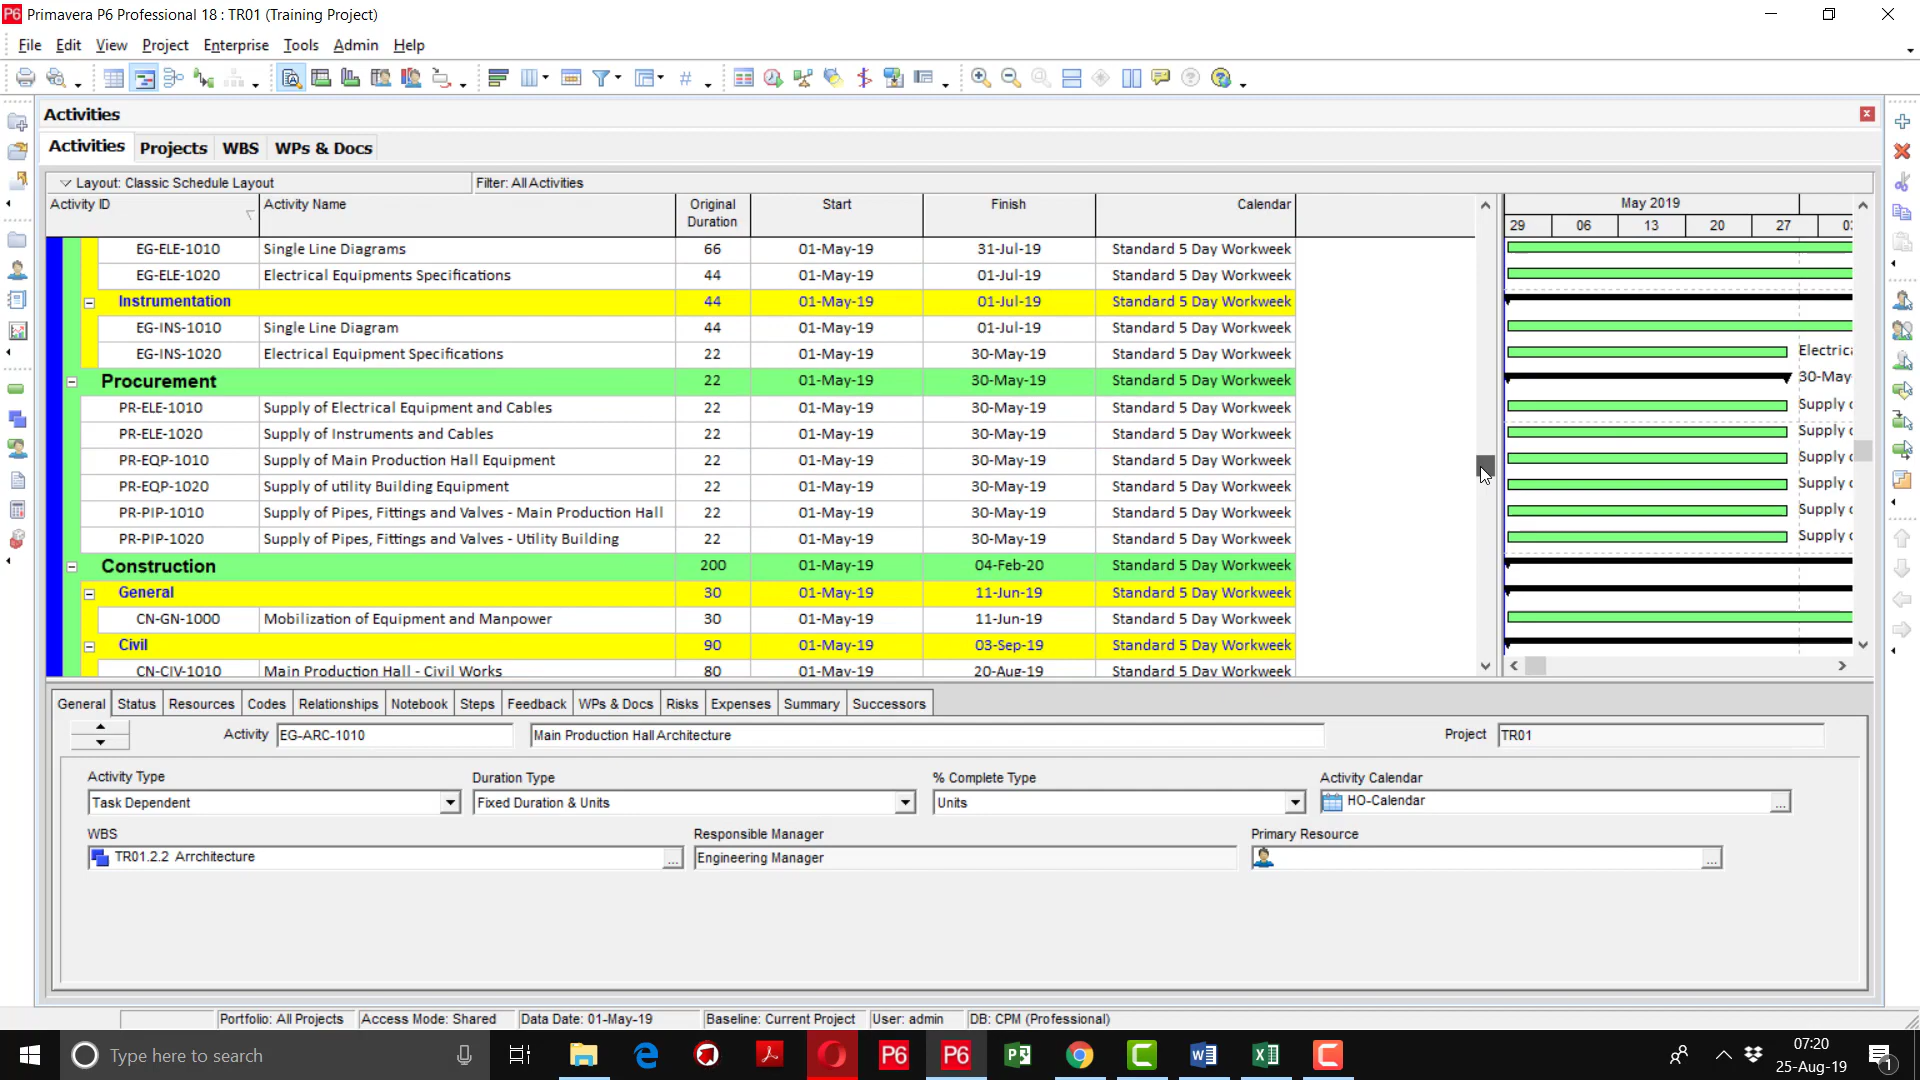 P6 Primavera P6 Professional 18 : TR01 (Training Project)
File Edit View Project Enterprise Tools Admin Help
Activities
Activities Projects WBS WPs & Docs
Layout: Classic Schedule Layout Filter: All Activities
Activity ID Activity Name Original Duration Start Finish Calendar May 2019
29 06 13 20 27
EG-ELE-1010 Single Line Diagrams 66 01-May-19 31-Jul-19 Standard 5 Day Workweek
EG-ELE-1020 Electrical Equipments Specifications 44 01-May-19 01-Jul-19 Standard 5 Day Workweek
Instrumentation 44 01-May-19 01-Jul-19 Standard 5 Day Workweek
EG-INS-1010 Single Line Diagram 44 01-May-19 01-Jul-19 Standard 5 Day Workweek
EG-INS-1020 Electrical Equipment Specifications 22 01-May-19 30-May-19 Standard 5 Day Workweek Electric
Procurement 22 01-May-19 30-May-19 Standard 5 Day Workweek 30-May
PR-ELE-1010 Supply of Electrical Equipment and Cables 22 01-May-19 30-May-19 Standard 5 Day Workweek Supply
PR-ELE-1020 Supply of Instruments and Cables 22 01-May-19 30-May-19 Standard 5 Day Workweek Supply
PR-EQP-1010 Supply of Main Production Hall Equipment 22 01-May-19 30-May-19 Standard 5 Day Workweek Supply
PR-EQP-1020 Supply of utility Building Equipment 22 01-May-19 30-May-19 Standard 5 Day Workweek Supply
PR-PIP-1010 Supply of Pipes, Fittings and Valves - Main Production Hall 22 01-May-19 30-May-19 Standard 5 Day Workweek Supply
PR-PIP-1020 Supply of Pipes, Fittings and Valves - Utility Building 22 01-May-19 30-May-19 Standard 5 Day Workweek Supply
Construction 200 01-May-19 04-Feb-20 Standard 5 Day Workweek
General 30 01-May-19 11-Jun-19 Standard 5 Day Workweek
CN-GN-1000 Mobilization of Equipment and Manpower 30 01-May-19 11-Jun-19 Standard 5 Day Workweek
Civil 90 01-May-19 03-Sep-19 Standard 5 Day Workweek
CN-CIV-1010 Main Production Hall - Civil Works 80 01-May-19 20-Aug-19 Standard 5 Day Workweek
General Status Resources Codes Relationships Notebook Steps Feedback WPs & Docs Risks Expenses Summary Successors
Activity EG-ARC-1010 Main Production Hall Architecture Project TR01
Activity Type Duration Type % Complete Type Activity Calendar
Task Dependent Fixed Duration & Units Units HO-Calendar ...
WBS Responsible Manager Primary Resource
TR01.2.2 Arrchitecture ... Engineering Manager ...
Portfolio: All Projects Access Mode: Shared Data Date: 01-May-19 Baseline: Current Project User: admin DB: CPM (Professional)
Type here to search P6 P6 07:20
25-Aug-19 1